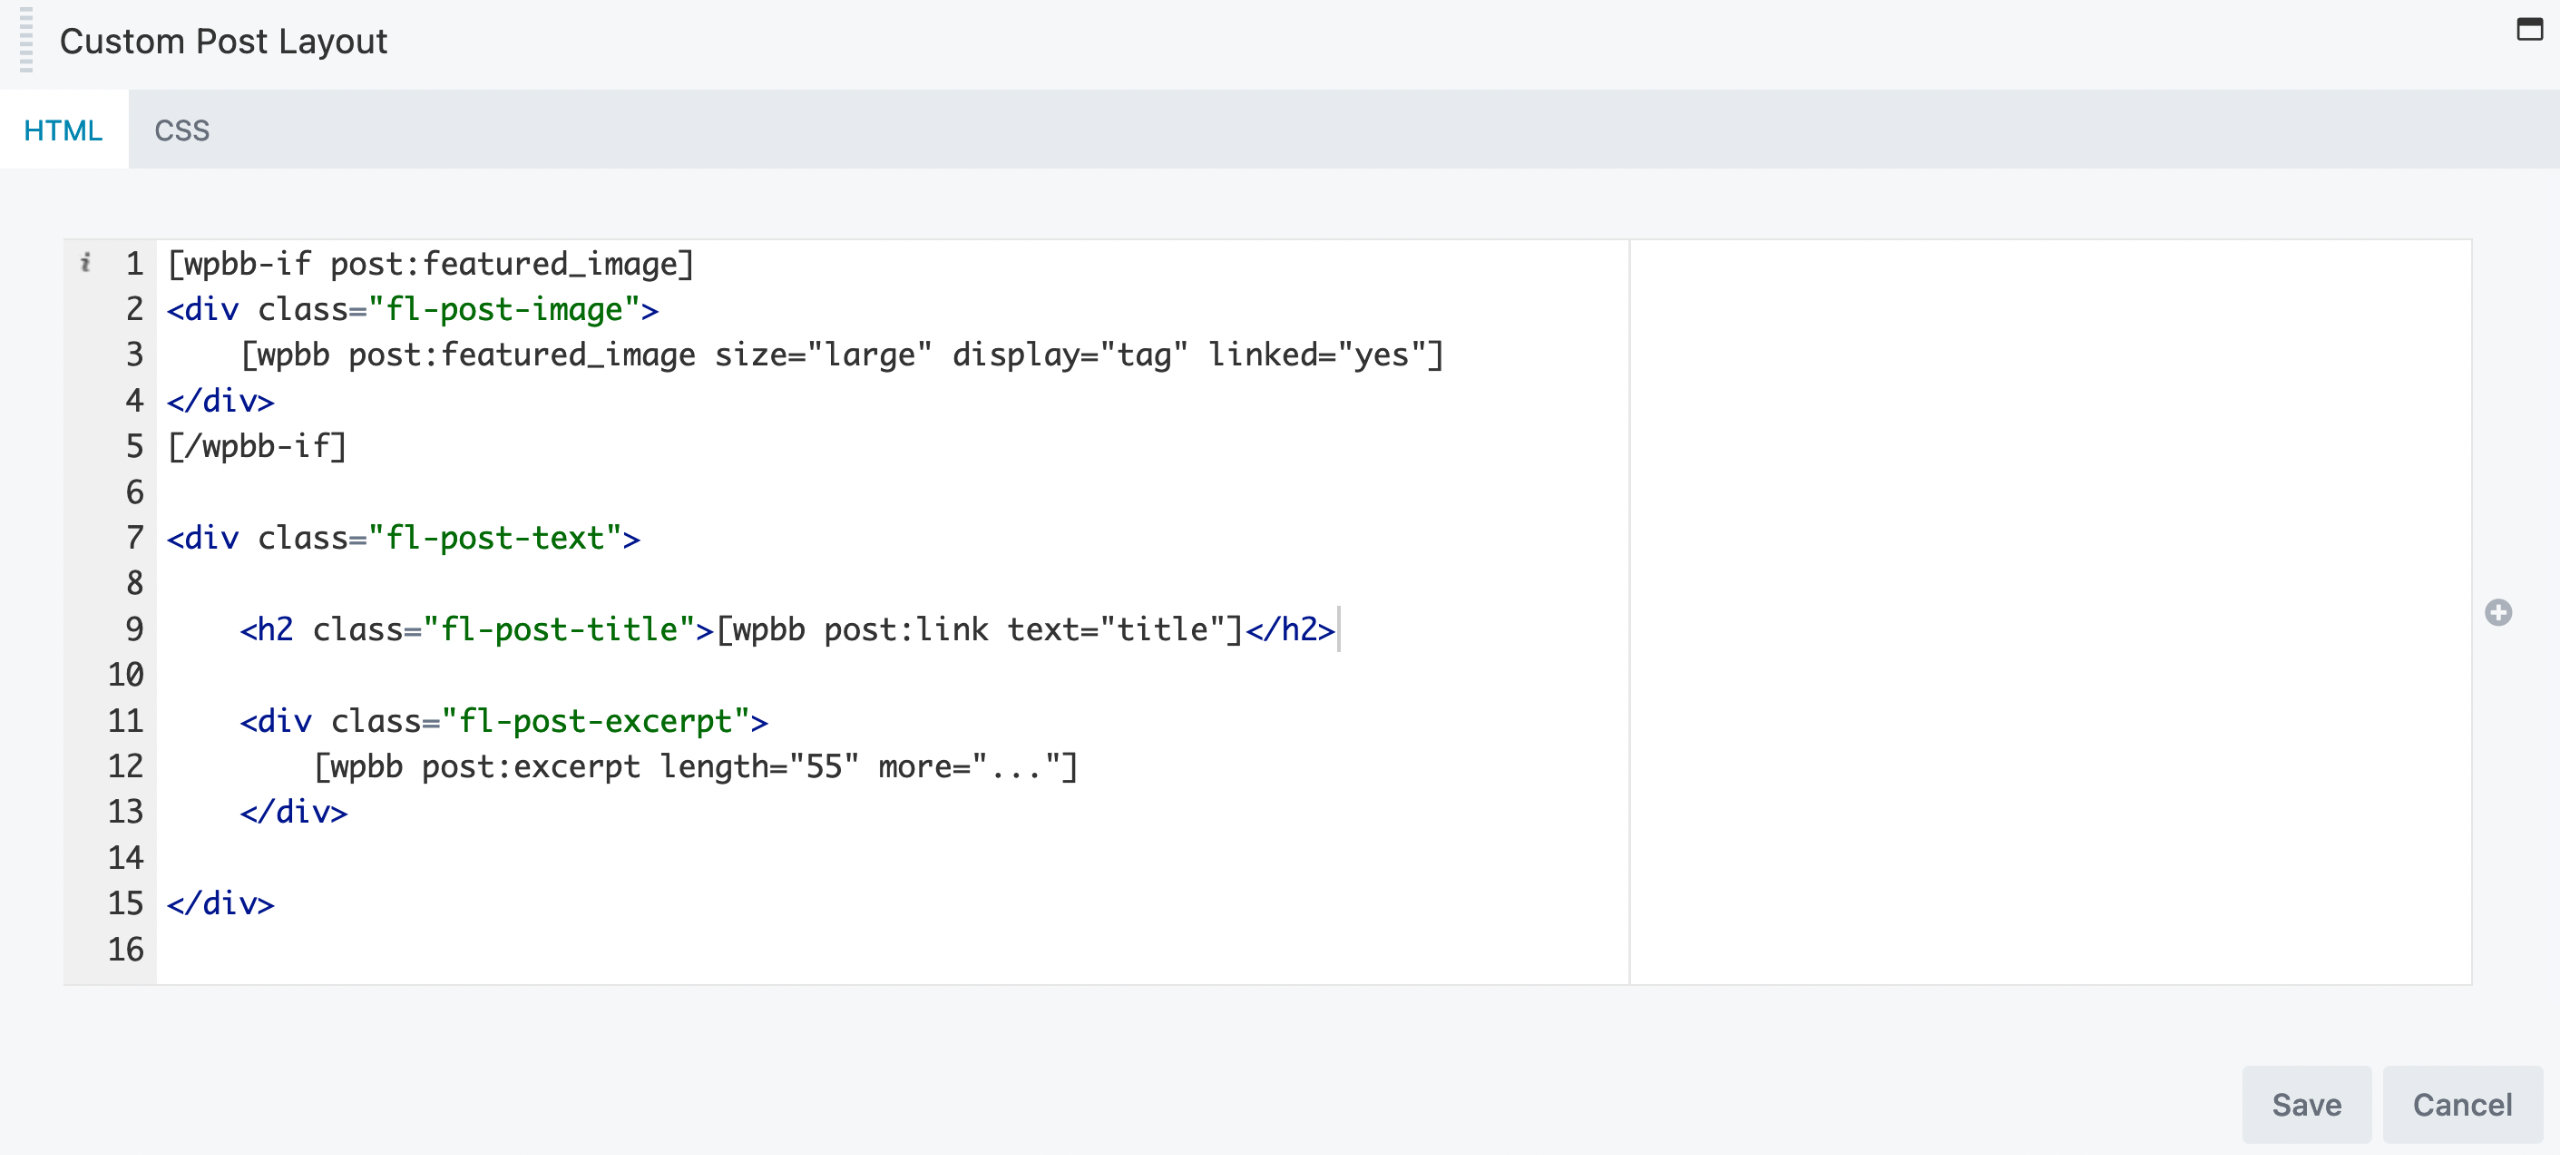 Custom Post Layout
HTML CSS
i 1 [wpbb-if post:featured_image]
2 <div class="fl-post-image">
3     [wpbb post:featured_image size="large" display="tag" linked="yes"]
4 </div>
5 [/wpbb-if]
6
7 <div class="fl-post-text">
8
9     <h2 class="fl-post-title">[wpbb post:link text="title"]</h2>
10
11     <div class="fl-post-excerpt">
12         [wpbb post:excerpt length="55" more="..."]
13     </div>
14
15 </div>
16
Save Cancel